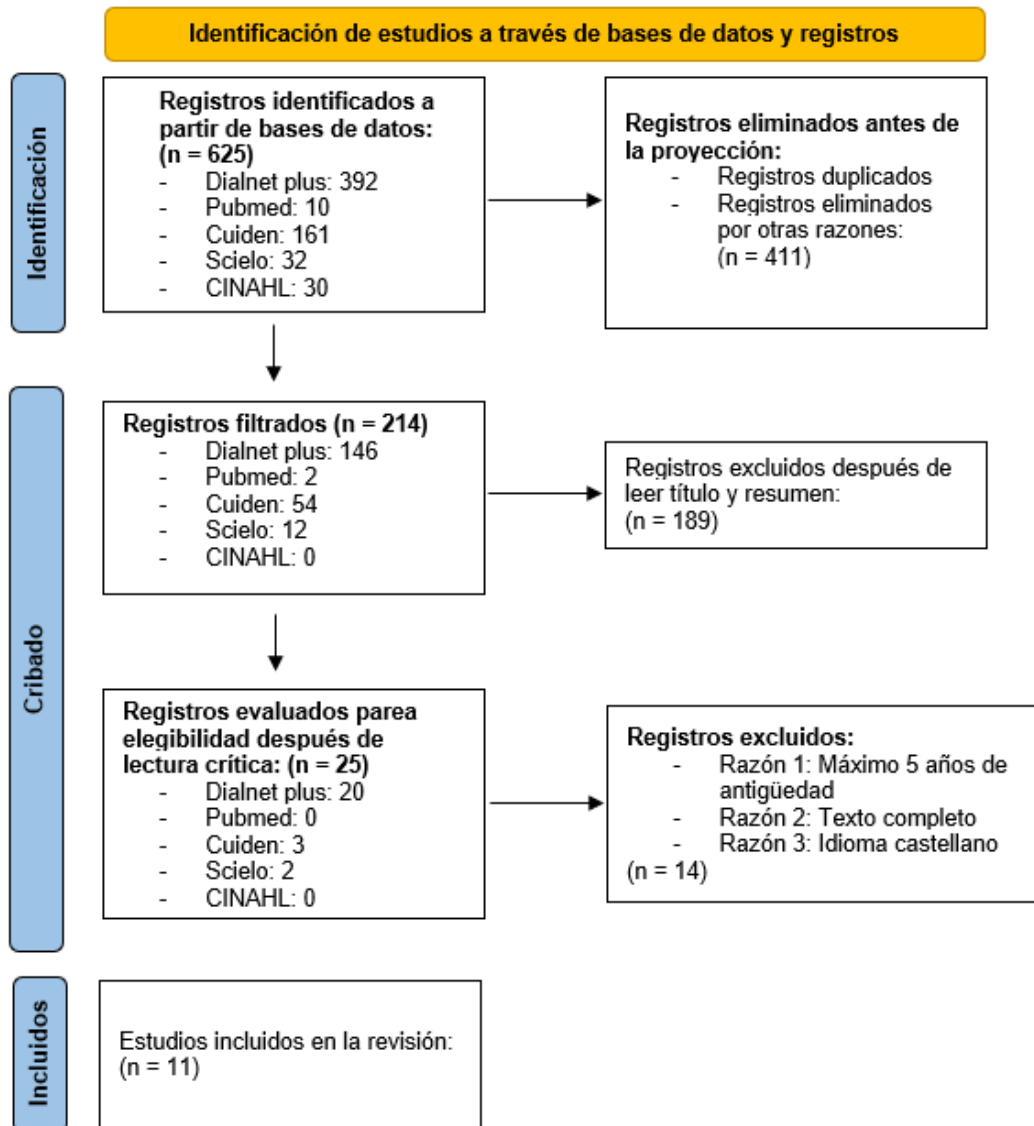 Identificación de estudios a través de bases de datos y registros
Identificación
Registros identificados a
partir de bases de datos:
(n = 625)
- Dialnet plus: 392
- Pubmed: 10
- Cuiden: 161
- Scielo: 32
- CINAHL: 30
Registros eliminados antes de
la proyección:
- Registros duplicados
- Registros eliminados
por otras razones:
(n = 411)
Cribado
Registros filtrados (n = 214)
- Dialnet plus: 146
- Pubmed: 2
- Cuiden: 54
- Scielo: 12
- CINAHL: 0
Registros excluidos después de
leer título y resumen:
(n = 189)
Registros evaluados parea
elegibilidad después de
lectura crítica: (n = 25)
- Dialnet plus: 20
- Pubmed: 0
- Cuiden: 3
- Scielo: 2
- CINAHL: 0
Registros excluidos:
- Razón 1: Máximo 5 años de
antigüedad
- Razón 2: Texto completo
- Razón 3: Idioma castellano
(n = 14)
Incluidos
Estudios incluidos en la revisión:
(n = 11)